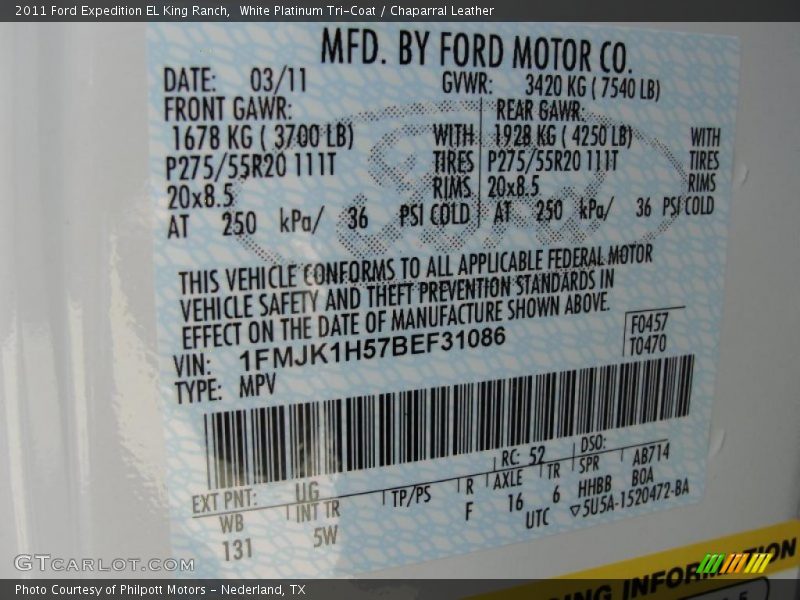 2011 Ford Expedition EL King Ranch,  White Platinum Tri-Coat / Chaparral Leather
MFD. BY FORD MOTOR CO.
DATE: 03/11 GVWR: 3420 KG ( 7540 LB)
FRONT GAWR: REAR GAWR:
1678 KG ( 3700 LB) WITH 1928 KG ( 4250 LB) WITH
P275/55R20 111T TIRES P275/55R20 111T TIRES
20x8.5 RIMS 20x8.5 RIMS
AT 250 kPa/ 36 PSI COLD AT 250 kPa/ 36 PSI COLD
THIS VEHICLE CONFORMS TO ALL APPLICABLE FEDERAL MOTOR
VEHICLE SAFETY AND THEFT PREVENTION STANDARDS IN
EFFECT ON THE DATE OF MANUFACTURE SHOWN ABOVE.
VIN: 1FMJK1H57BEF31086 F0457
TYPE: MPV T0470
RC: 52 DSO:
EXT PNT: UG TP/PS R AXLE TR SPR AB714
WB INT TR F 16 6 HHBB BOA
131 5W UTC ▽5U5A-1520472-BA
ING INFORMATION
GTCARLOT.COM
Photo Courtesy of Philpott Motors - Nederland, TX